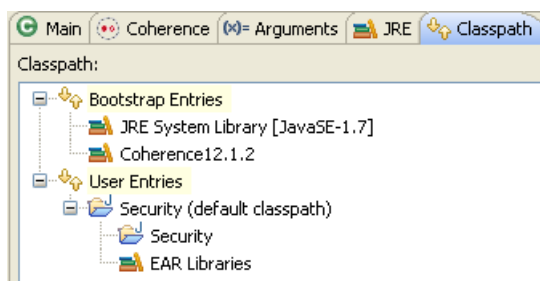 Main Coherence (x)= Arguments JRE Classpath
Classpath:
Bootstrap Entries
JRE System Library [JavaSE-1.7]
Coherence12.1.2
User Entries
Security (default classpath)
Security
EAR Libraries